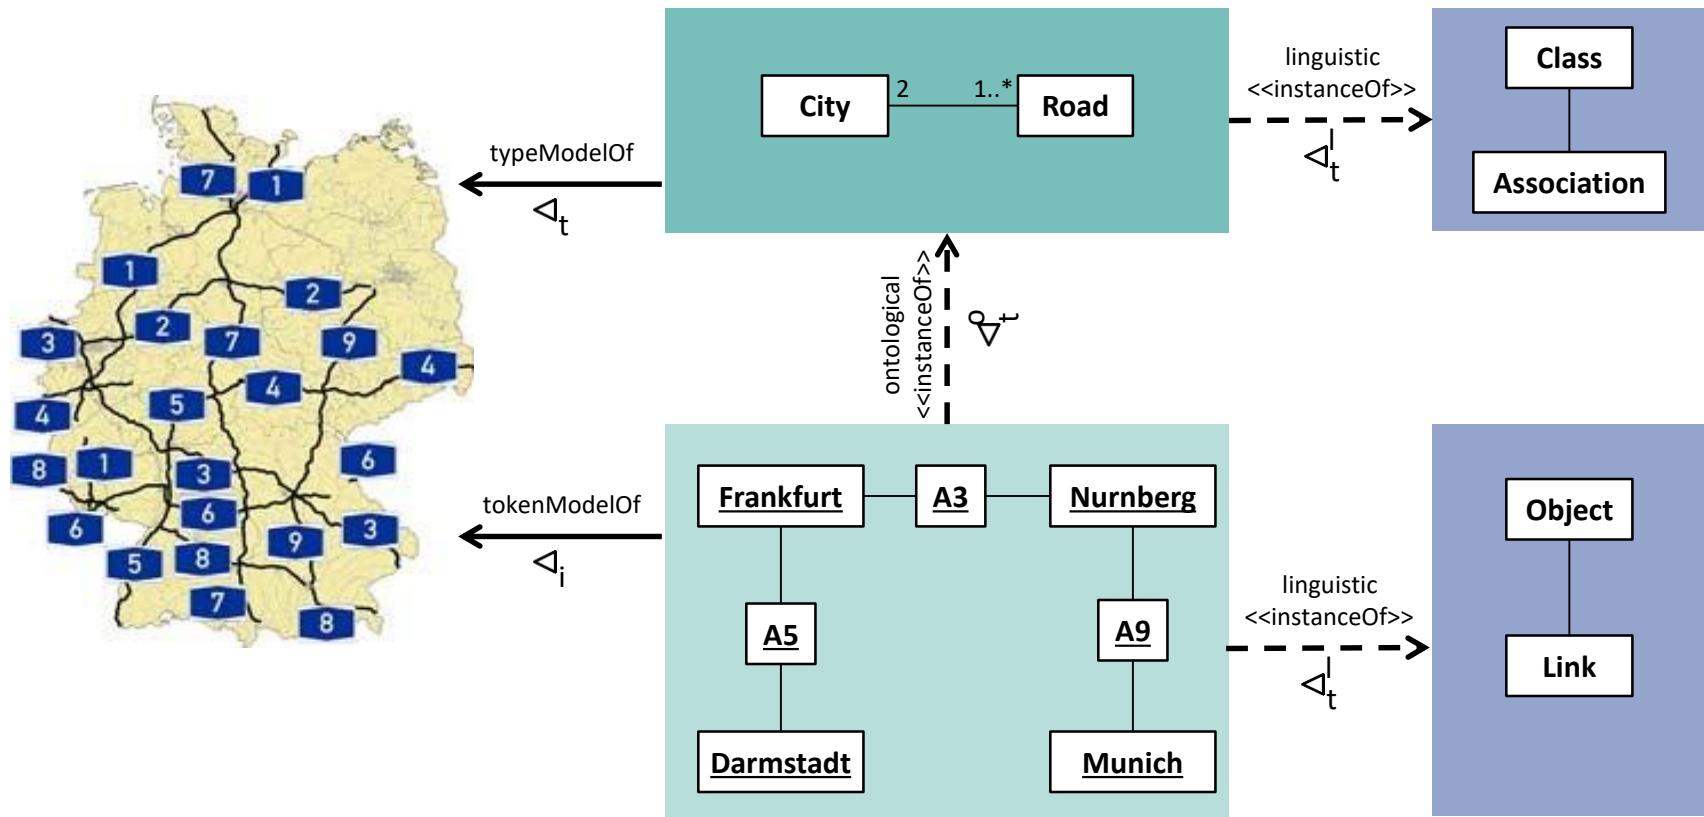 7
1
1
2
2
7
9
3
4
4
5
4
8
1
3
6
6
6
9
3
5
8
7
8
typeModelOf
◁t
tokenModelOf
◁i
City
2
1..*
Road
ontological
<<instanceOf>>
◁o t
Frankfurt
A3
Nurnberg
A5
A9
Darmstadt
Munich
linguistic
<<instanceOf>>
◁l t
Class
Association
linguistic
<<instanceOf>>
◁l t
Object
Link